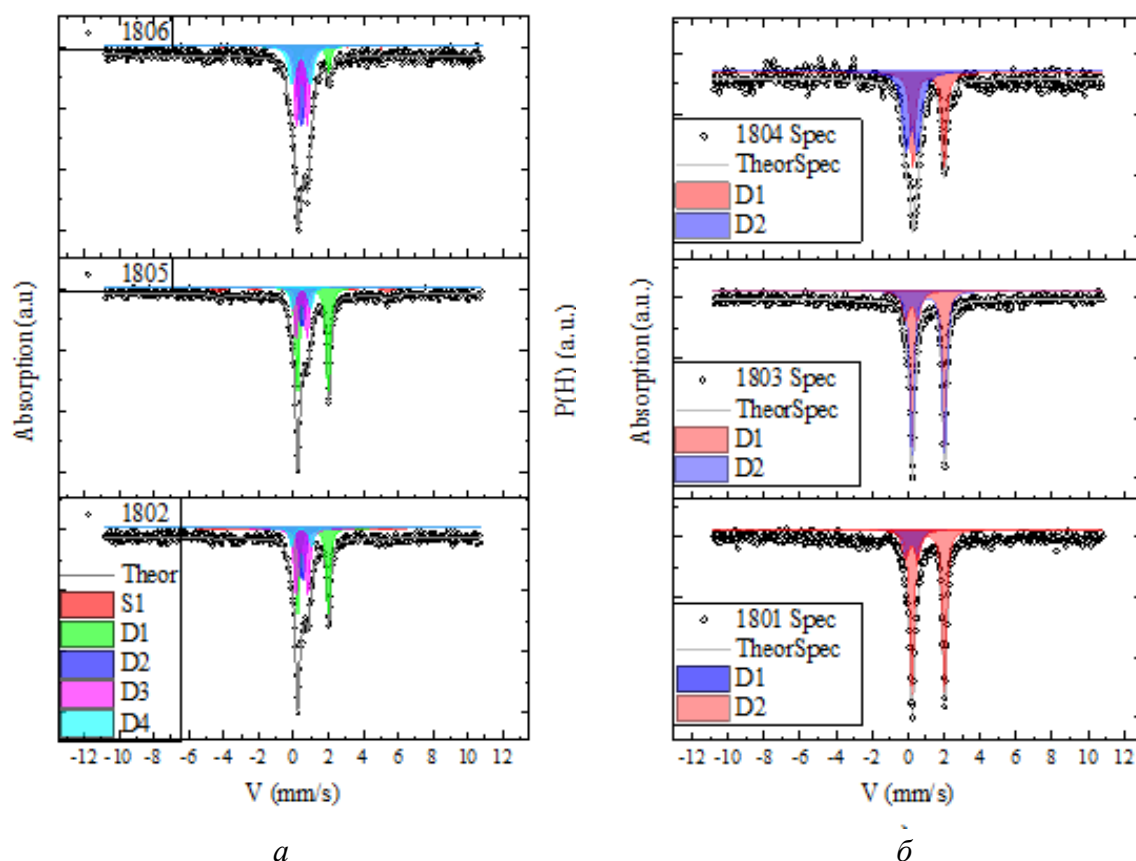 1806
1805
1802
Theor
S1
D1
D2
D3
D4
Absorption (a.u)
-12 -10 -8 -6 -4 -2 0 2 4 6 8 10 12
V (mm/s)
а
P(H) (a.u.)
Absorption (a.u.)
1804 Spec
TheorSpec
D1
D2
1803 Spec
TheorSpec
D1
D2
1801 Spec
TheorSpec
D1
D2
-12 -10 -8 -6 -4 -2 0 2 4 6 8 10 12
V (mm/s)
б